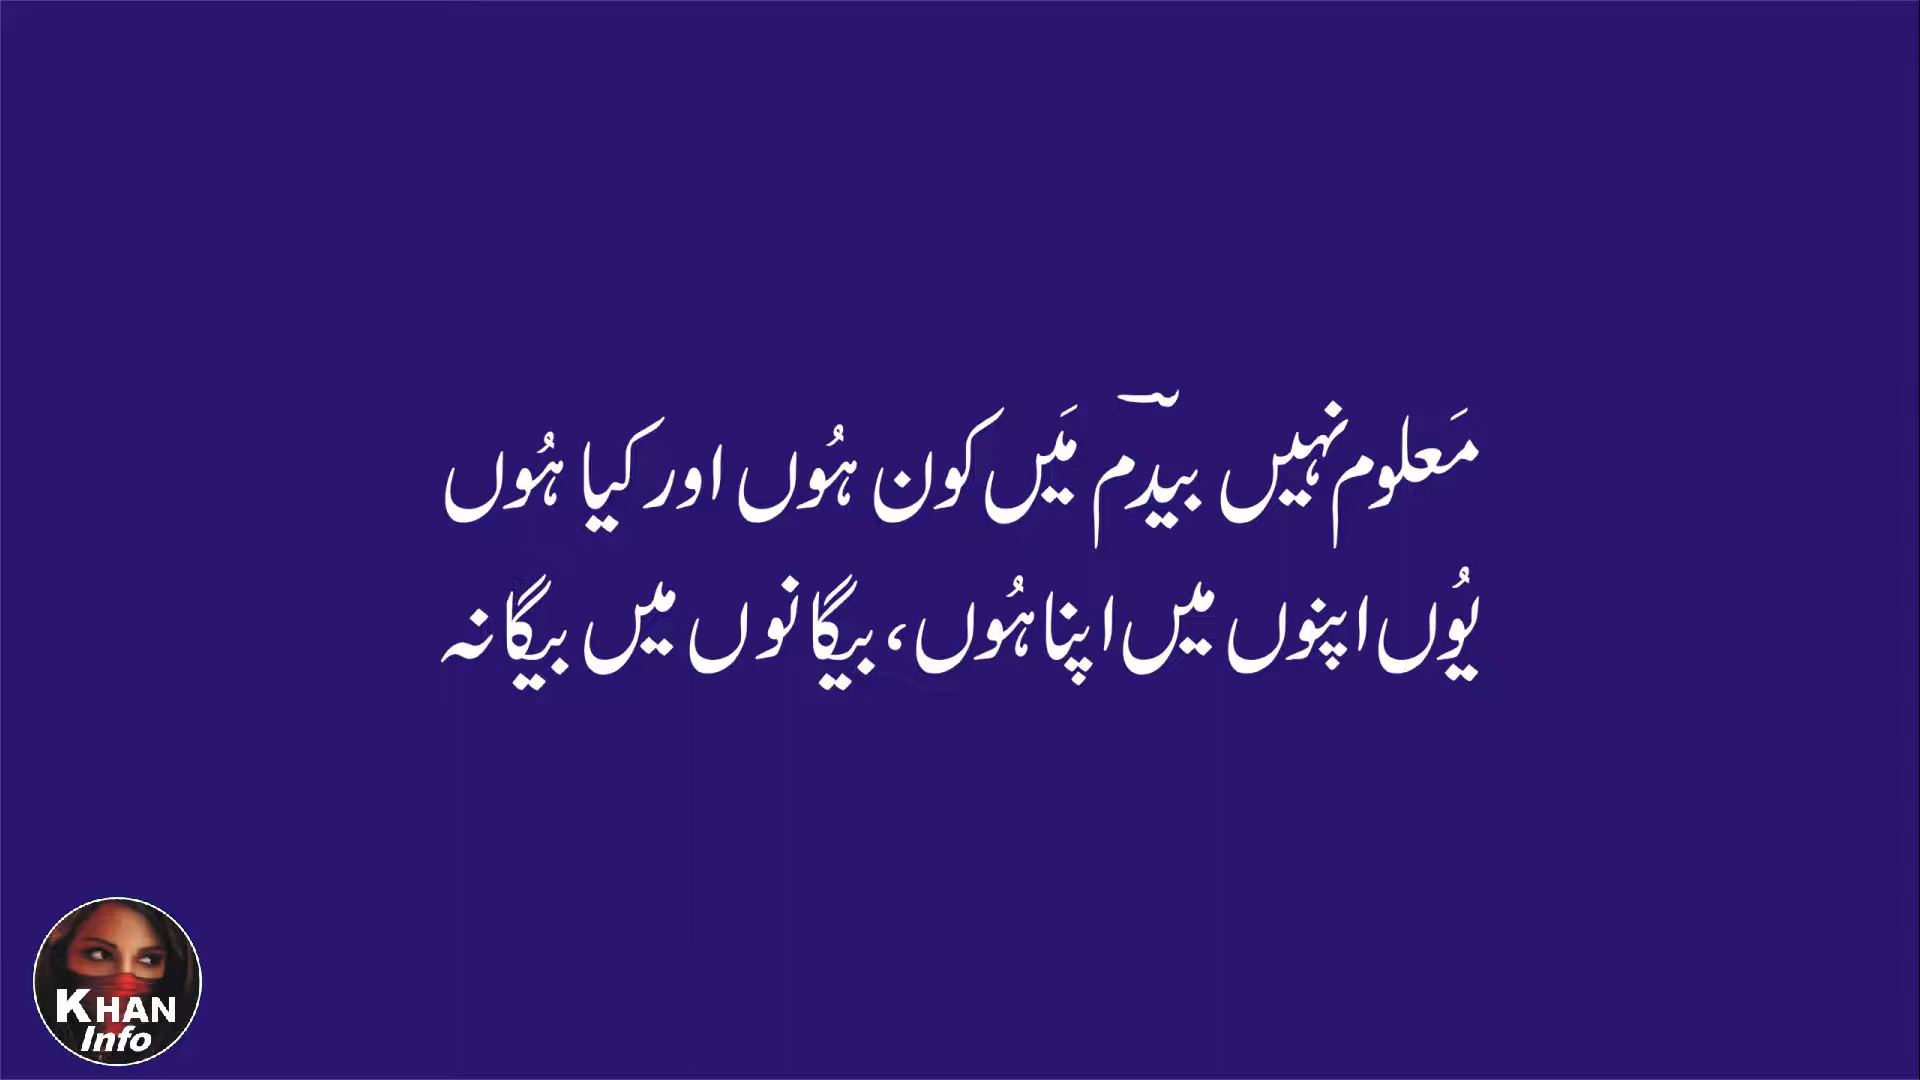 مَعلوم نہیں بیدمؔ مَیں کون ہُوں اور کیا ہُوں
یُوں اپنوں میں اپنا ہُوں، بیگانوں میں بیگانہ
KHAN
Info